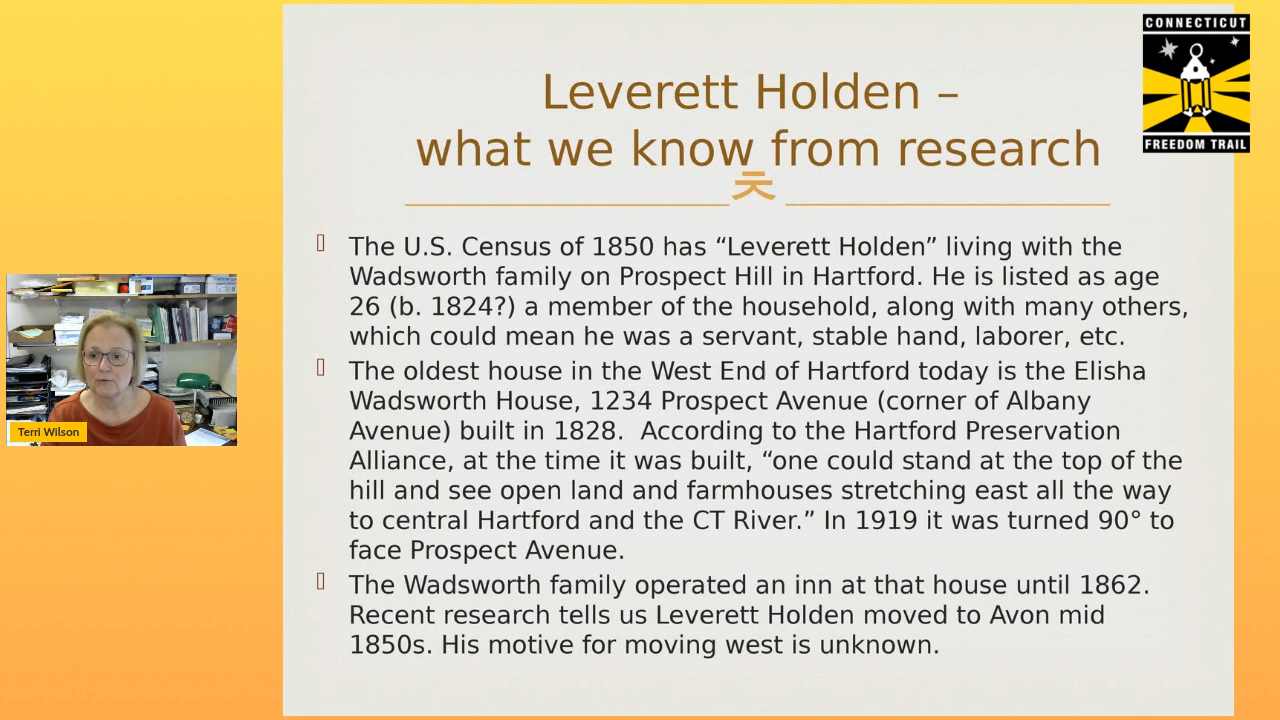 CONNECTICUT
FREEDOM TRAIL
Leverett Holden –
what we know from research
ㅊ
The U.S. Census of 1850 has “Leverett Holden” living with the
Wadsworth family on Prospect Hill in Hartford. He is listed as age
26 (b. 1824?) a member of the household, along with many others,
which could mean he was a servant, stable hand, laborer, etc.
The oldest house in the West End of Hartford today is the Elisha
Wadsworth House, 1234 Prospect Avenue (corner of Albany
Avenue) built in 1828.  According to the Hartford Preservation
Alliance, at the time it was built, “one could stand at the top of the
hill and see open land and farmhouses stretching east all the way
to central Hartford and the CT River.” In 1919 it was turned 90° to
face Prospect Avenue.
The Wadsworth family operated an inn at that house until 1862.
Recent research tells us Leverett Holden moved to Avon mid
1850s. His motive for moving west is unknown.
Terri Wilson